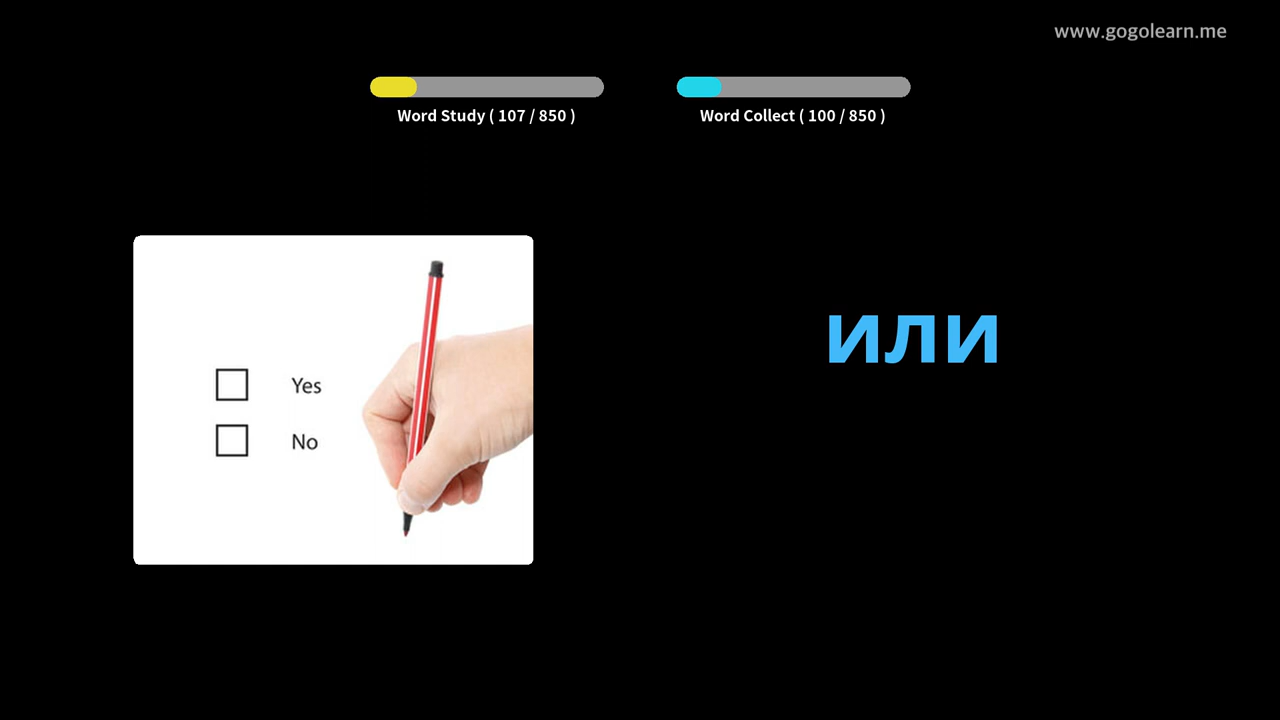 www.gogolearn.me
Word Study ( 107 / 850 )
Word Collect ( 100 / 850 )
Yes
No
или